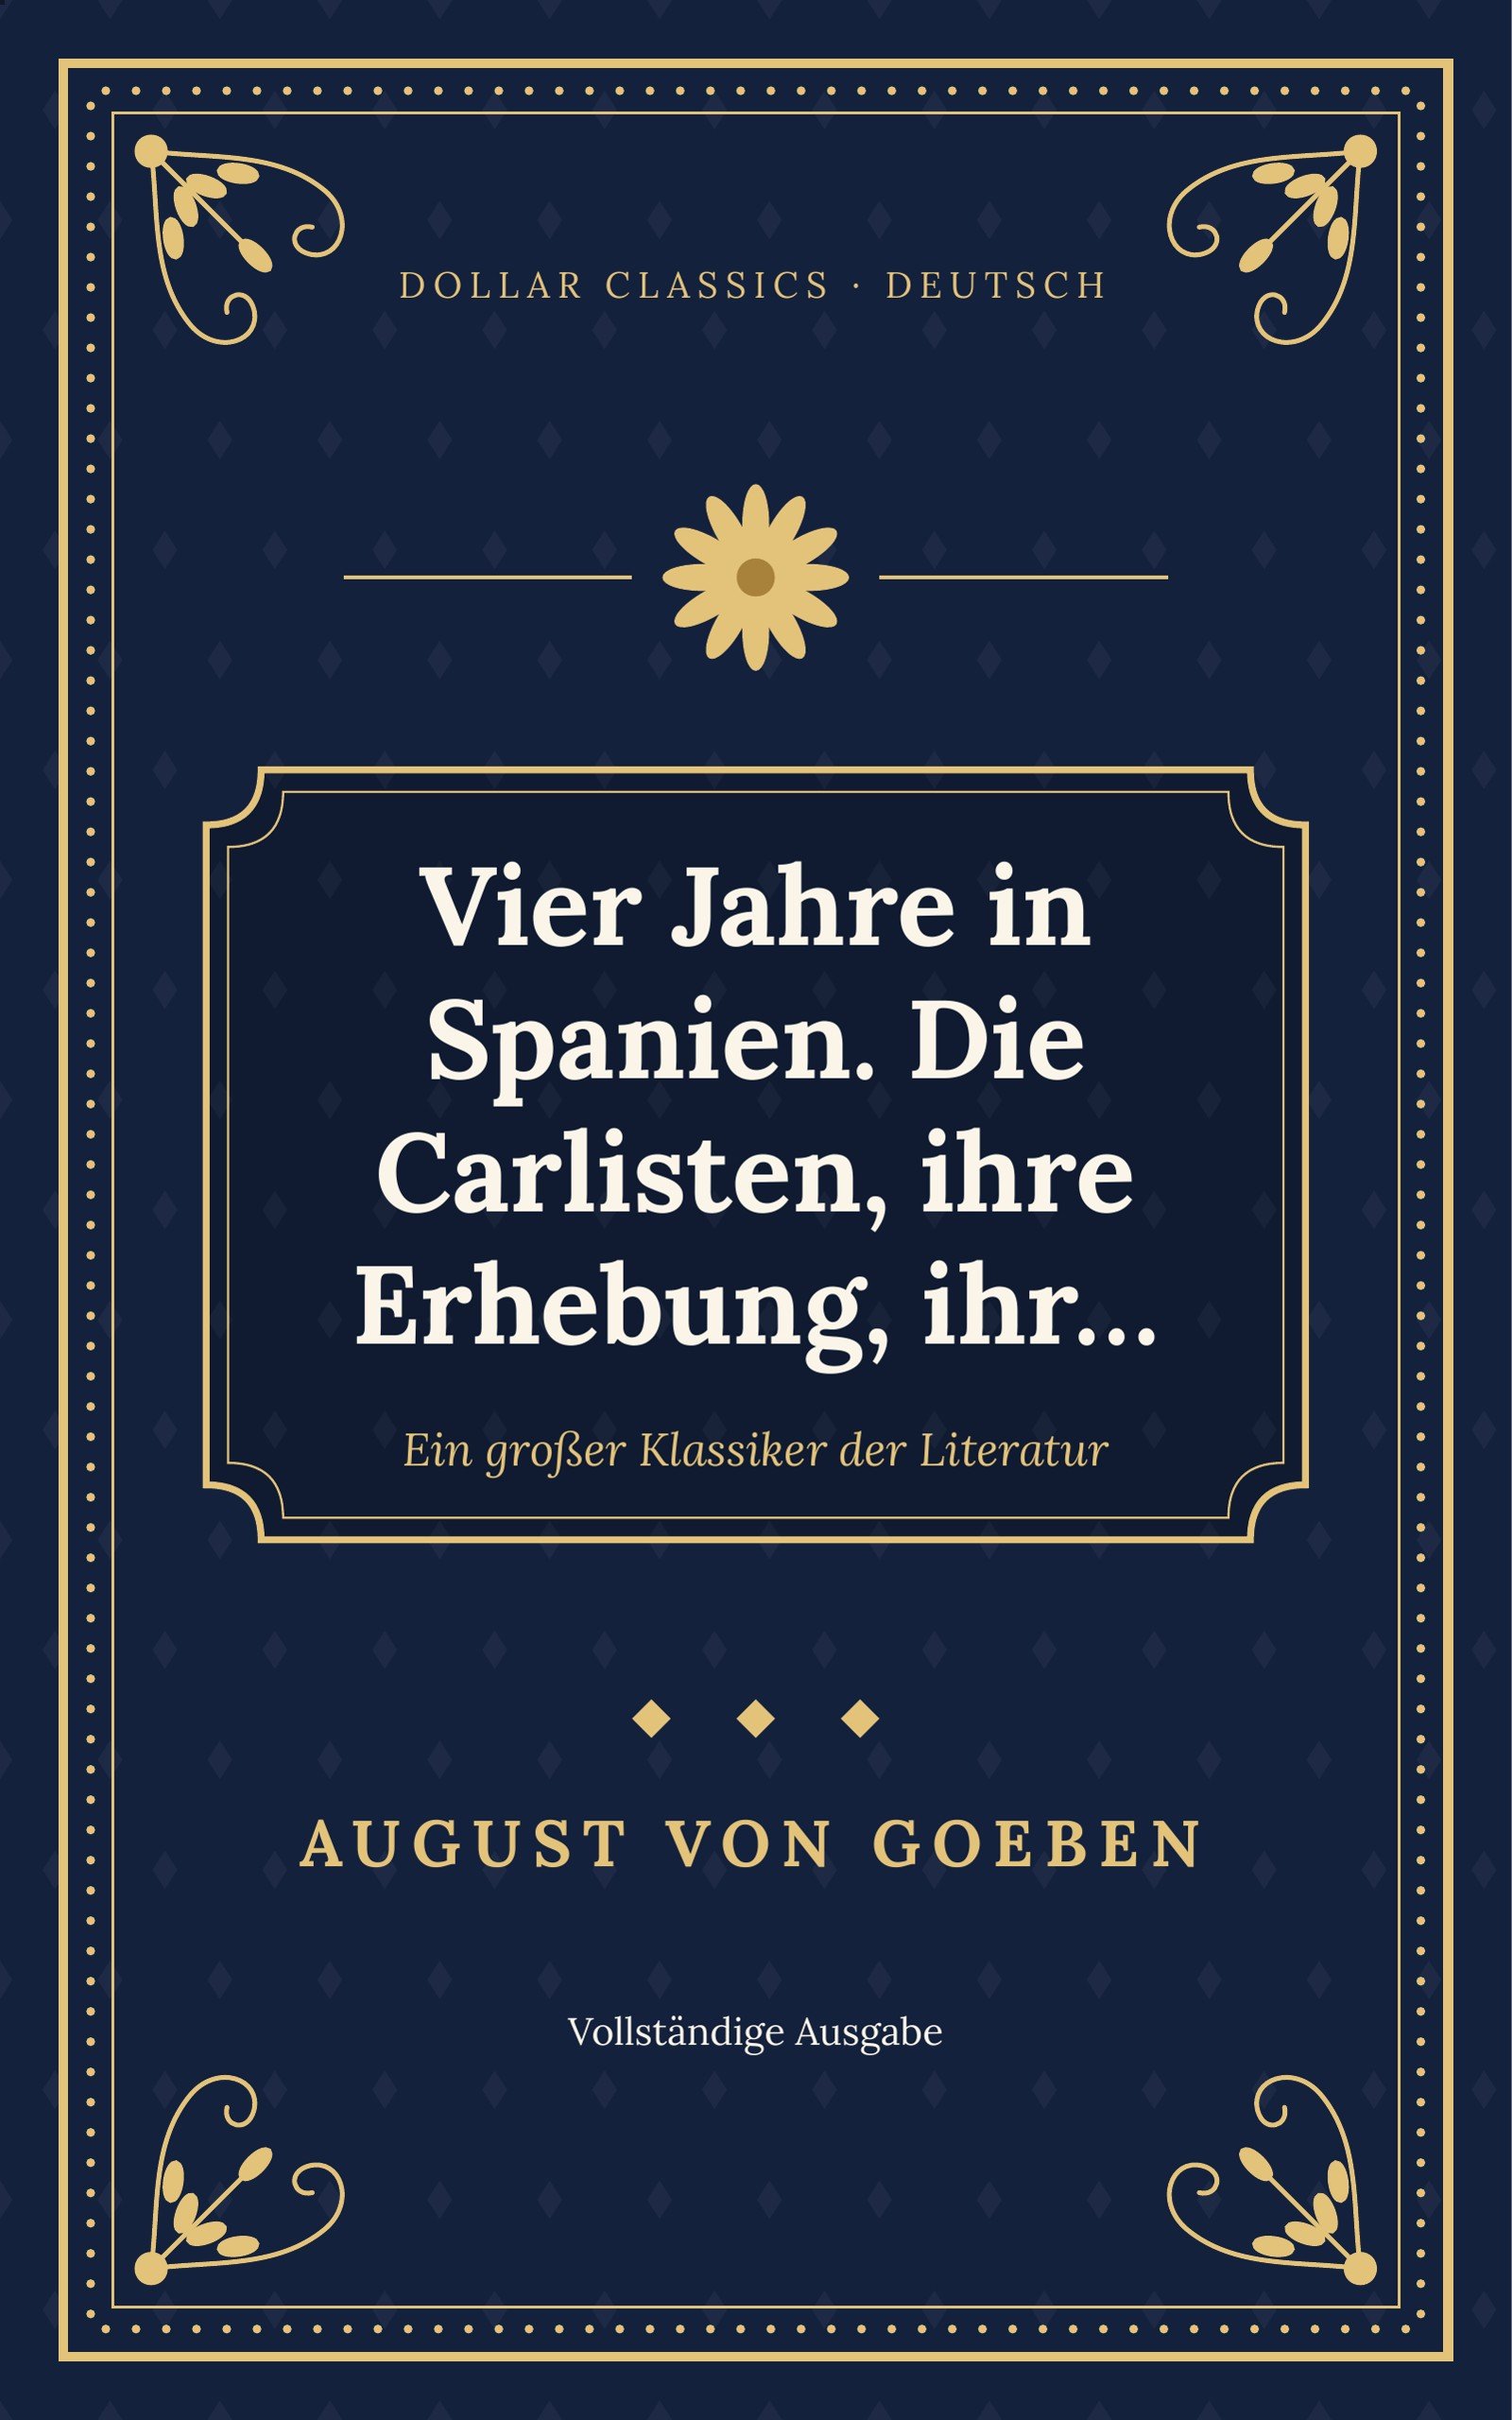 DOLLAR CLASSICS · DEUTSCH
Vier Jahre in
Spanien. Die
Carlisten, ihre
Erhebung, ihr...
Ein großer Klassiker der Literatur
AUGUST VON GOEBEN
Vollständige Ausgabe